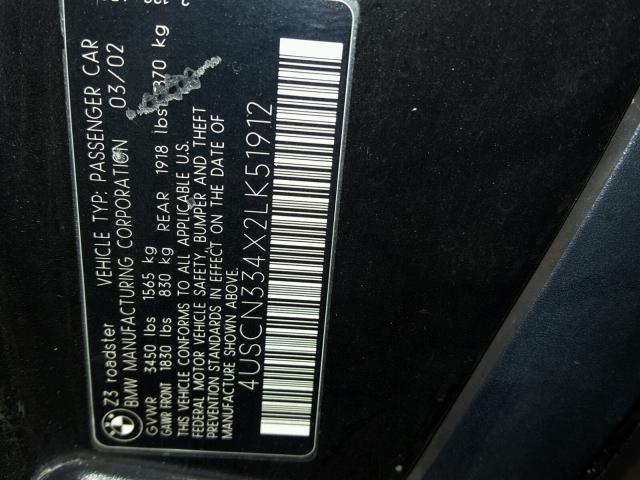 Z3 roadster VEHICLE TYP: PASSENGER CAR
BMW MANUFACTURING CORPORATION 03/02
GVWR 3450 lbs 1565 kg
GAWR FRONT 1830 lbs 830 kg REAR 1918 lbs 870 kg
THIS VEHICLE CONFORMS TO ALL APPLICABLE U.S.
FEDERAL MOTOR VEHICLE SAFETY, BUMPER AND THEFT
PREVENTION STANDARDS IN EFFECT ON THE DATE OF
MANUFACTURE SHOWN ABOVE.
4USCN334X2LK51912